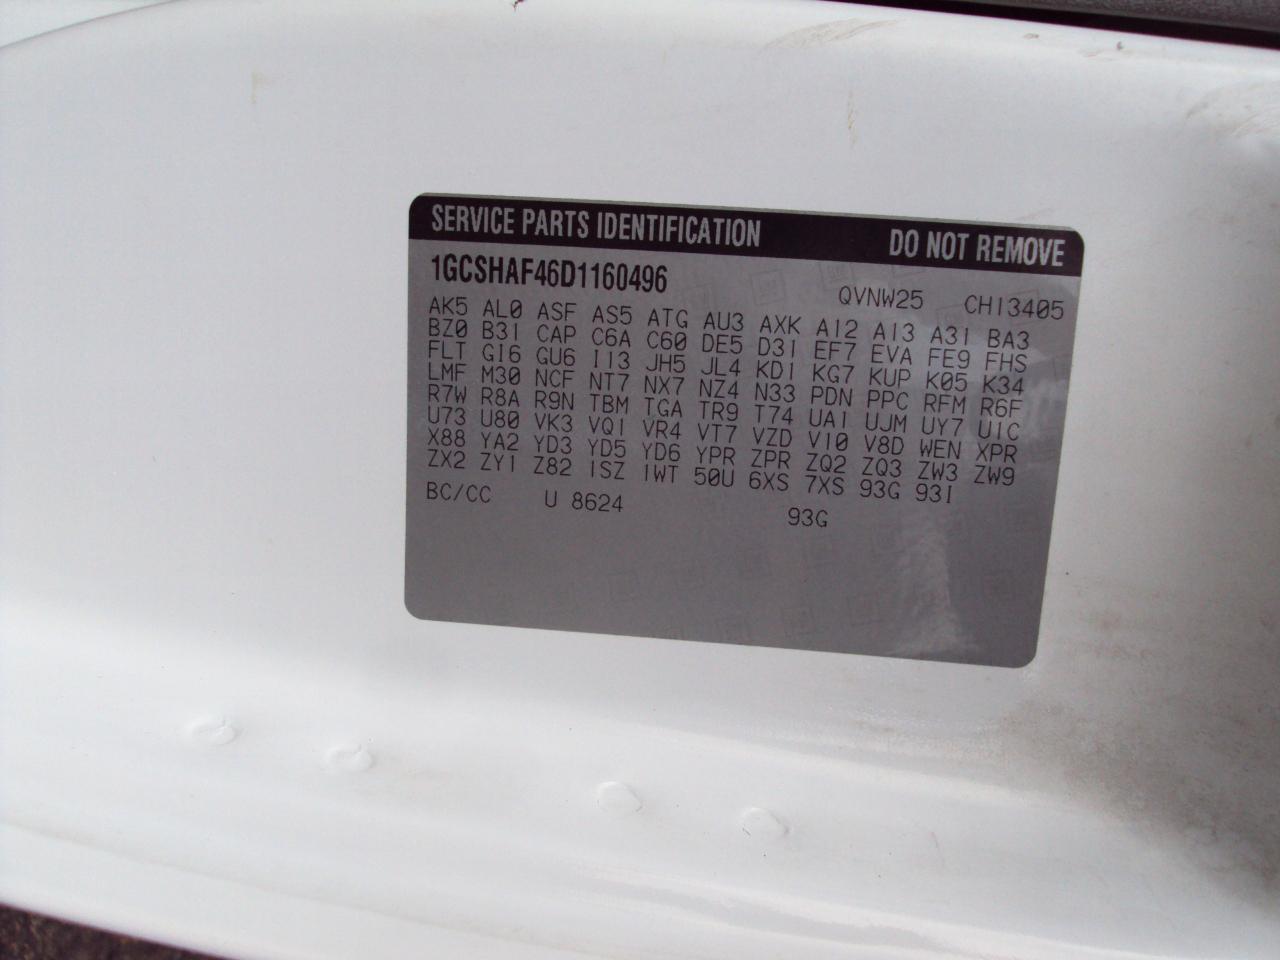 SERVICE PARTS IDENTIFICATION DO NOT REMOVE
1GCSHAF46D1160496 QVNW25 CH13405
AK5 AL0 ASF AS5 ATG AU3 AXK A12 A13 A31 BA3
BZ0 B31 CAP C6A C60 DE5 D31 EF7 EVA FE9 FHS
FLT G16 GU6 I13 JH5 JL4 KD1 KG7 KUP K05 K34
LMF M30 NCF NT7 NX7 NZ4 N33 PDN PPC RFM R6F
R7W R8A R9N TBM TGA TR9 T74 UA1 UJM UY7 U1C
U73 U80 VK3 VQ1 VR4 VT7 VZD V10 V8D WEN XPR
X88 YA2 YD3 YD5 YD6 YPR ZPR ZQ2 ZQ3 ZW3 ZW9
ZX2 ZY1 Z82 1SZ 1WT 50U 6XS 7XS 93G 93I
BC/CC U 8624 93G